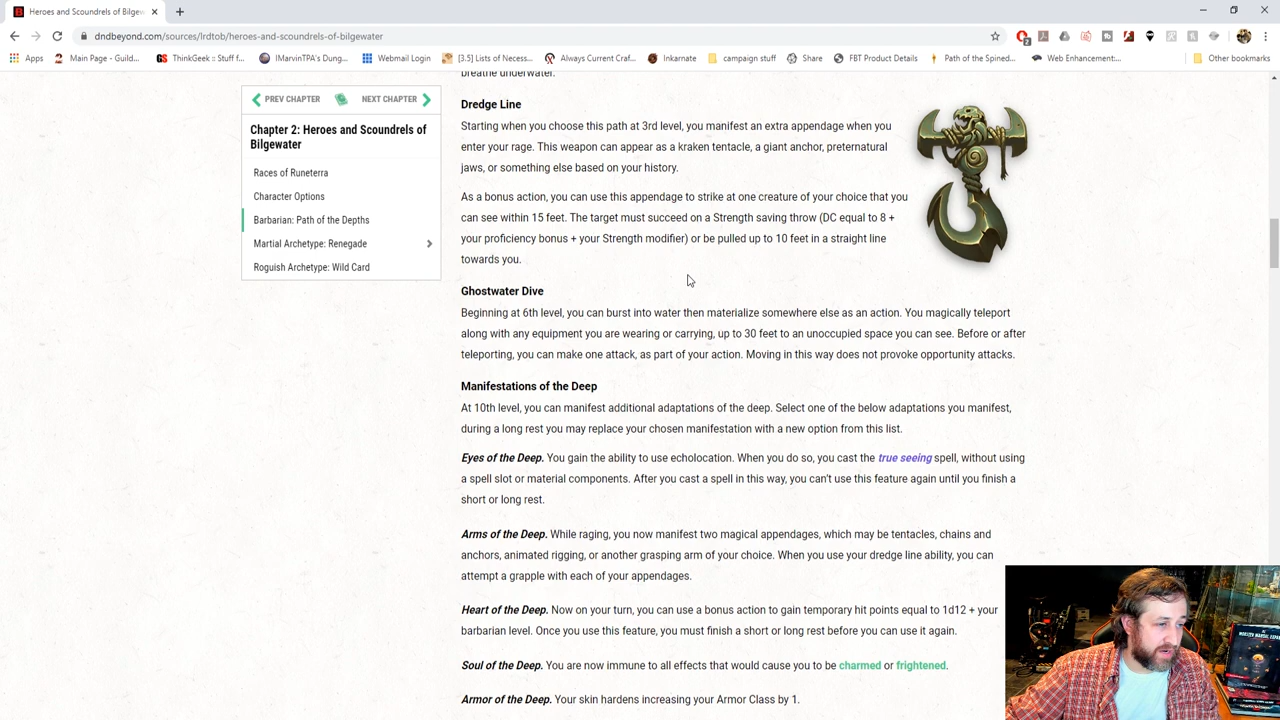 Heroes and Scoundrels of Bilgew
dndbeyond.com/sources/lrdtob/heroes-and-scoundrels-of-bilgewater
Apps Main Page - Guild... ThinkGeek :: Stuff f... IMarvinTPA's Dung... Webmail Login [3.5] Lists of Necess... Always Current Craf... Inkarnate campaign stuff Share FBT Product Details Path of the Spined... Web Enhancement:... Other bookmarks
PREV CHAPTER NEXT CHAPTER
Chapter 2: Heroes and Scoundrels of
Bilgewater
Races of Runeterra
Character Options
Barbarian: Path of the Depths
Martial Archetype: Renegade
Roguish Archetype: Wild Card
breathe underwater.
Dredge Line
Starting when you choose this path at 3rd level, you manifest an extra appendage when you
enter your rage. This weapon can appear as a kraken tentacle, a giant anchor, preternatural
jaws, or something else based on your history.
As a bonus action, you can use this appendage to strike at one creature of your choice that you
can see within 15 feet. The target must succeed on a Strength saving throw (DC equal to 8 +
your proficiency bonus + your Strength modifier) or be pulled up to 10 feet in a straight line
towards you.
Ghostwater Dive
Beginning at 6th level, you can burst into water then materialize somewhere else as an action. You magically teleport
along with any equipment you are wearing or carrying, up to 30 feet to an unoccupied space you can see. Before or after
teleporting, you can make one attack, as part of your action. Moving in this way does not provoke opportunity attacks.
Manifestations of the Deep
At 10th level, you can manifest additional adaptations of the deep. Select one of the below adaptations you manifest,
during a long rest you may replace your chosen manifestation with a new option from this list.
Eyes of the Deep. You gain the ability to use echolocation. When you do so, you cast the true seeing spell, without using
a spell slot or material components. After you cast a spell in this way, you can't use this feature again until you finish a
short or long rest.
Arms of the Deep. While raging, you now manifest two magical appendages, which may be tentacles, chains and
anchors, animated rigging, or another grasping arm of your choice. When you use your dredge line ability, you can
attempt a grapple with each of your appendages.
Heart of the Deep. Now on your turn, you can use a bonus action to gain temporary hit points equal to 1d12 + your
barbarian level. Once you use this feature, you must finish a short or long rest before you can use it again.
Soul of the Deep. You are now immune to all effects that would cause you to be charmed or frightened.
Armor of the Deep. Your skin hardens increasing your Armor Class by 1.